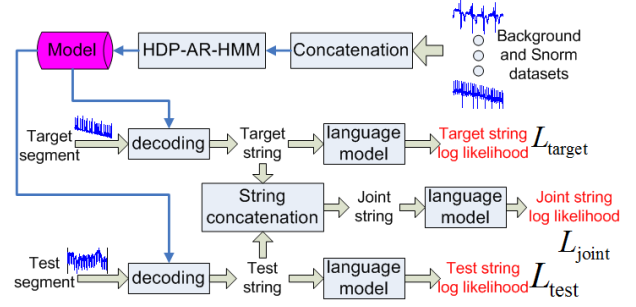 Model
HDP-AR-HMM
Concatenation
Background
and Snorm
datasets
Target
segment
decoding
Target
string
language
model
Target string
log likelihood
L_target
String
concatenation
Joint
string
language
model
Joint string
log likelihood
L_joint
Test
segment
decoding
Test
string
language
model
Test string
log likelihood
L_test